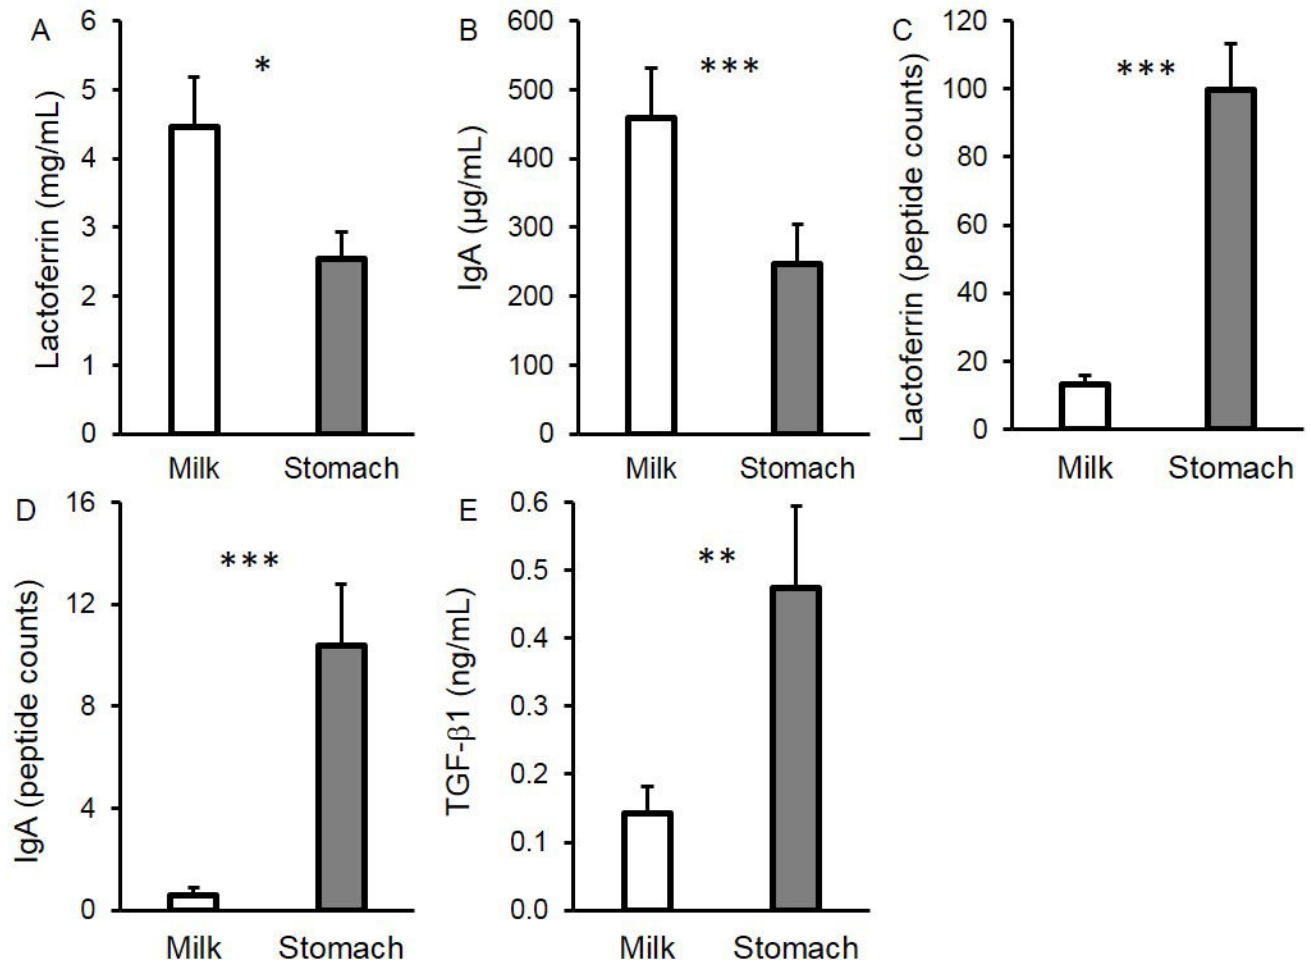 A
Lactoferrin (mg/mL)
6
5
4
3
2
1
0
*
Milk
Stomach
B
IgA (µg/mL)
600
500
400
300
200
100
0
***
Milk
Stomach
C
Lactoferrin (peptide counts)
120
100
80
60
40
20
0
***
Milk
Stomach
D
IgA (peptide counts)
16
12
8
4
0
***
Milk
Stomach
E
TGF-β1 (ng/mL)
0.6
0.5
0.4
0.3
0.2
0.1
0.0
**
Milk
Stomach